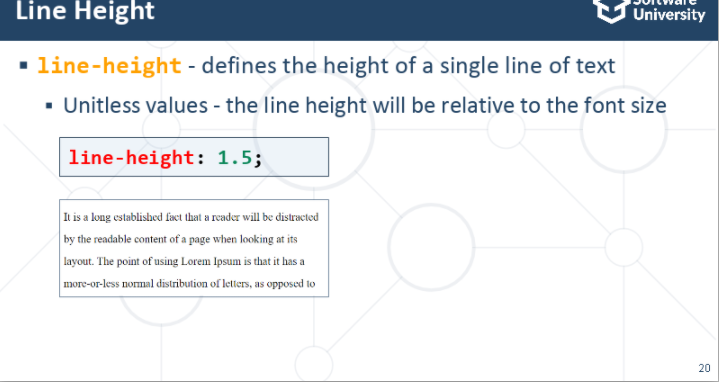 Line Height
Software
University
▪ line-height - defines the height of a single line of text
▪ Unitless values - the line height will be relative to the font size
line-height: 1.5;
It is a long established fact that a reader will be distracted
by the readable content of a page when looking at its
layout. The point of using Lorem Ipsum is that it has a
more-or-less normal distribution of letters, as opposed to
20